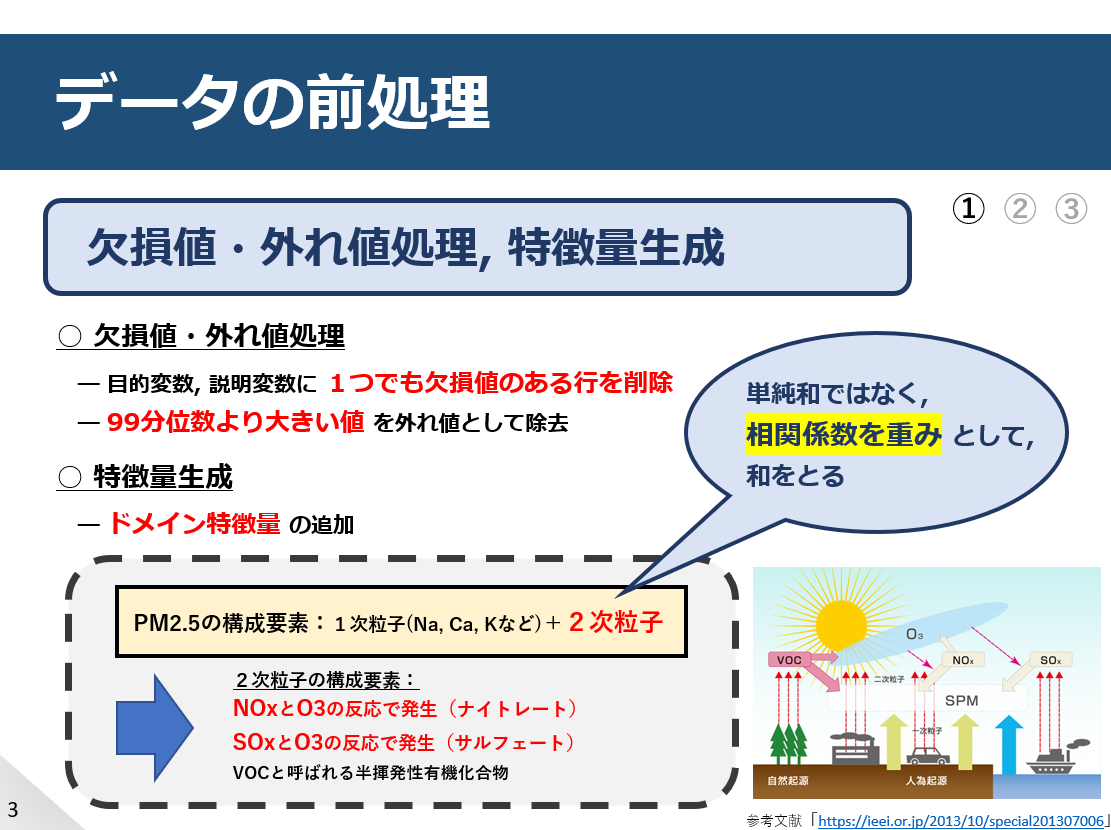 データの前処理
① ② ③
欠損値・外れ値処理, 特徴量生成
○ 欠損値・外れ値処理
― 目的変数, 説明変数に １つでも欠損値のある行を削除
― 99分位数より大きい値 を外れ値として除去
単純和ではなく,
相関係数を重み として,
和をとる
○ 特徴量生成
― ドメイン特徴量 の追加
PM2.5の構成要素：１次粒子(Na, Ca, Kなど)＋２次粒子
２次粒子の構成要素：
NOxとO3の反応で発生（ナイトレート）
SOxとO3の反応で発生（サルフェート）
VOCと呼ばれる半揮発性有機化合物
O₃
VOC
NOx
SOx
二次粒子
SPM
一次粒子
自然起源
人為起源
3
参考文献「https://ieei.or.jp/2013/10/special201307006」